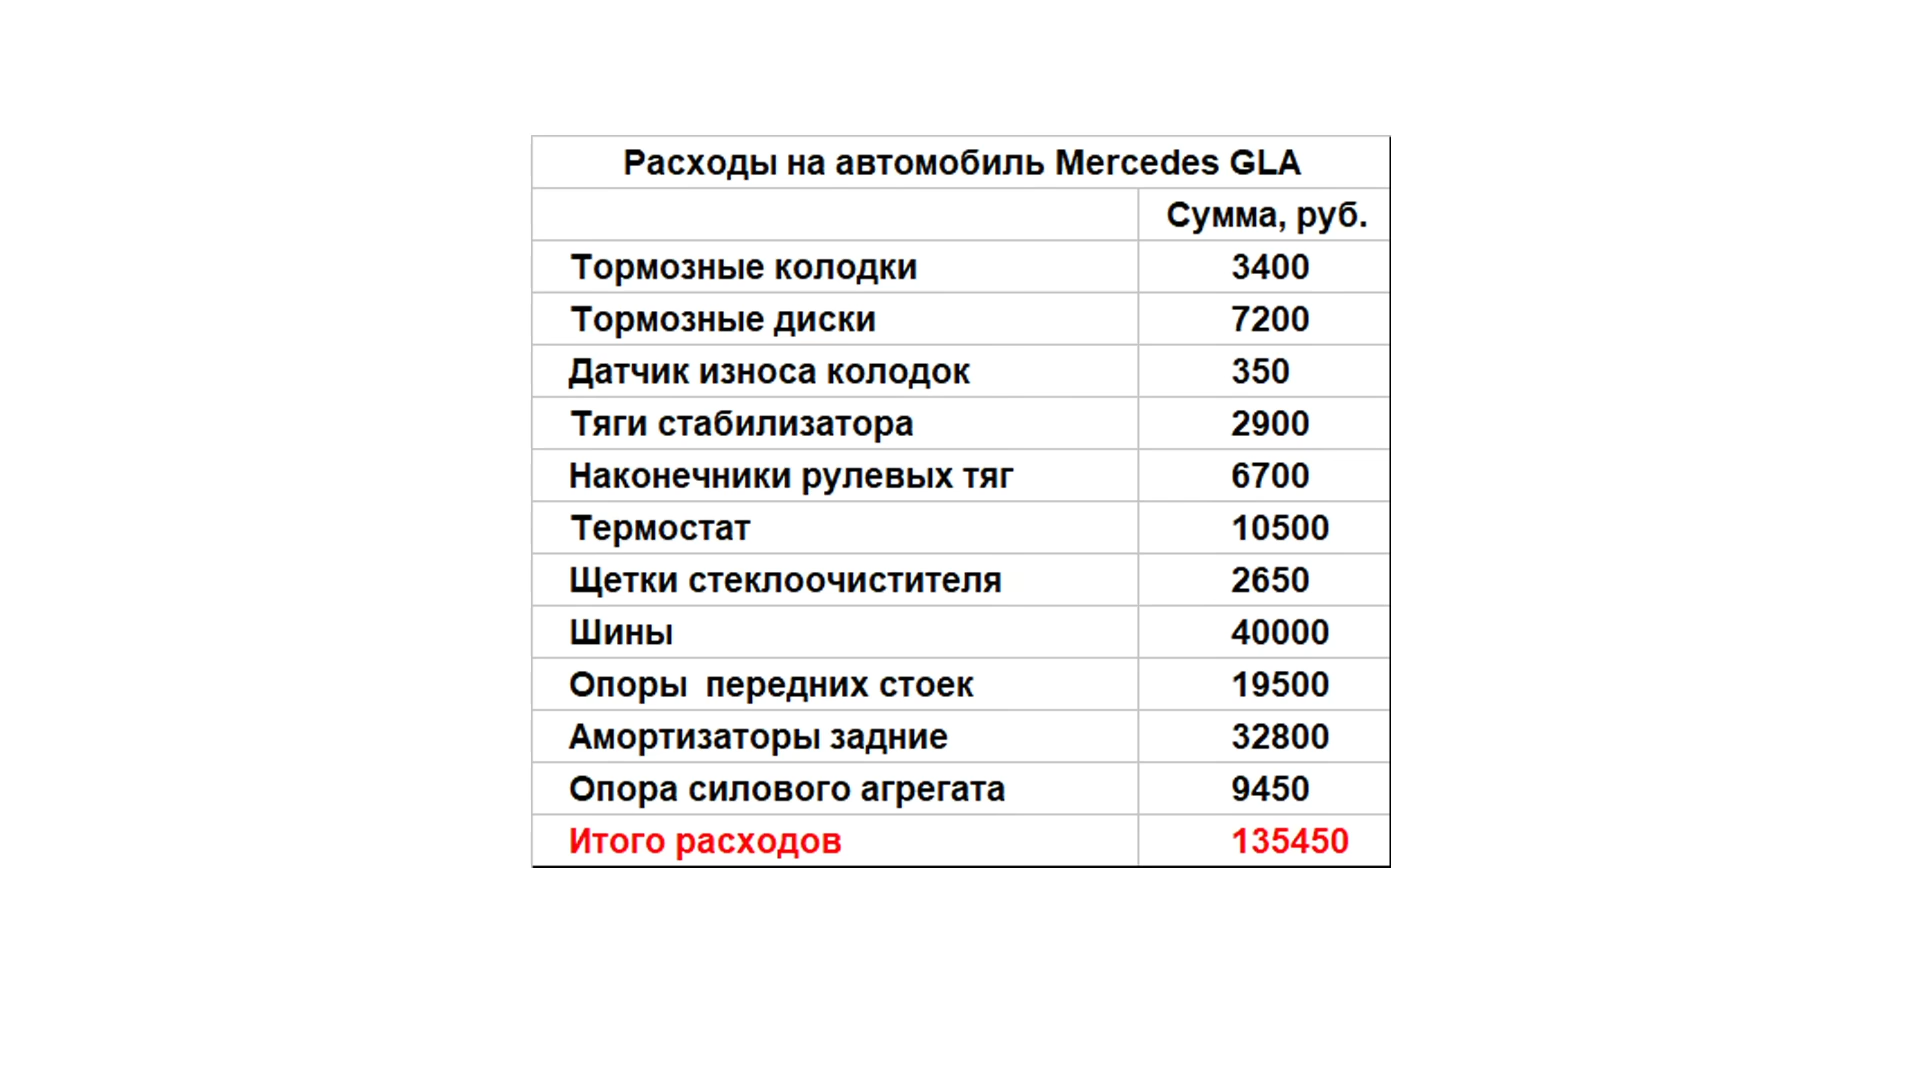 Расходы на автомобиль Mercedes GLA
Сумма, руб.
Тормозные колодки 3400
Тормозные диски 7200
Датчик износа колодок 350
Тяги стабилизатора 2900
Наконечники рулевых тяг 6700
Термостат 10500
Щетки стеклоочистителя 2650
Шины 40000
Опоры передних стоек 19500
Амортизаторы задние 32800
Опора силового агрегата 9450
Итого расходов 135450